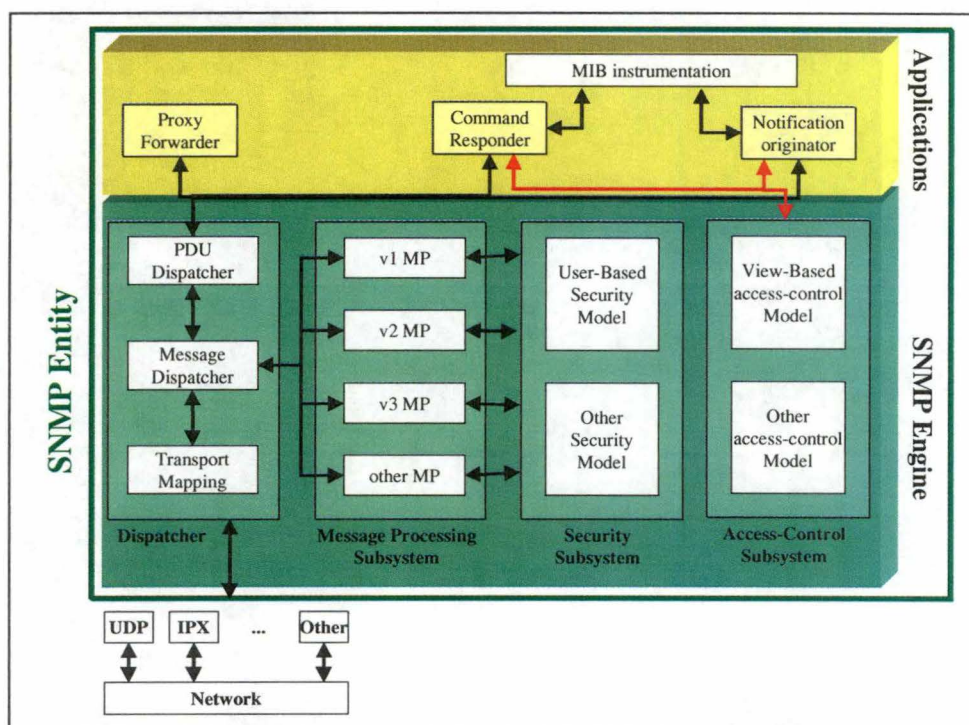 SNMP Entity
Applications
SNMP Engine
MIB instrumentation
Proxy
Forwarder
Command
Responder
Notification
originator
PDU
Dispatcher
Message
Dispatcher
Transport
Mapping
Dispatcher
v1 MP
v2 MP
v3 MP
other MP
Message Processing
Subsystem
User-Based
Security
Model
Other
Security
Model
Security
Subsystem
View-Based
access-control
Model
Other
access-control
Model
Access-Control
Subsystem
UDP
IPX
...
Other
Network